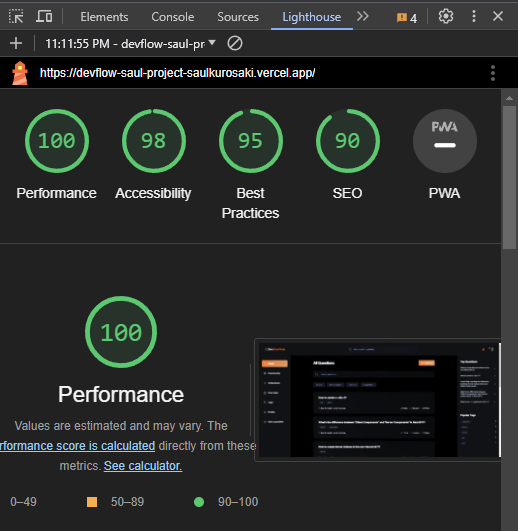 Elements Console Sources Lighthouse 4
11:11:55 PM - devflow-saul-pr
https://devflow-saul-project-saulkurosaki.vercel.app/
100 98 95 90 PWA
Performance Accessibility Best Practices SEO PWA
100
Performance
Values are estimated and may vary. The
rformance score is calculated directly from these
metrics. See calculator.
0–49 50–89 90–100
All Questions